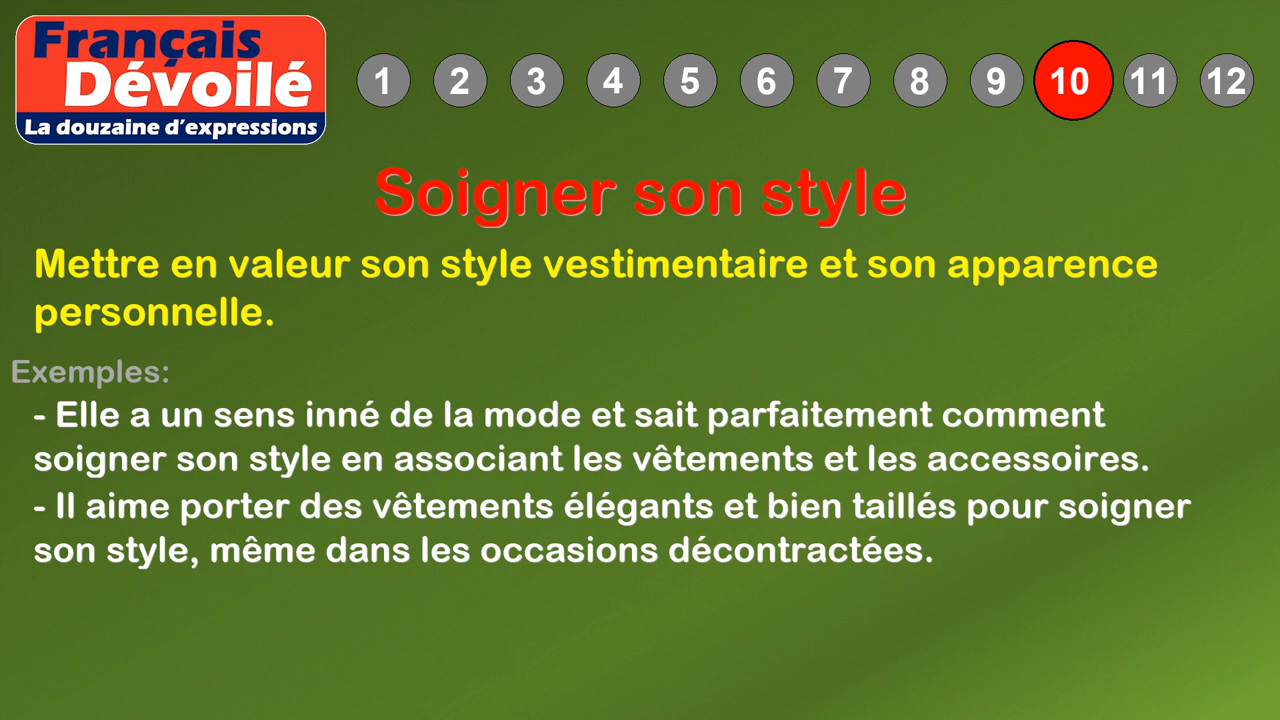 Français
Dévoilé
La douzaine d'expressions
1 2 3 4 5 6 7 8 9 10 11 12
Soigner son style
Mettre en valeur son style vestimentaire et son apparence
personnelle.
Exemples:
- Elle a un sens inné de la mode et sait parfaitement comment
soigner son style en associant les vêtements et les accessoires.
- Il aime porter des vêtements élégants et bien taillés pour soigner
son style, même dans les occasions décontractées.